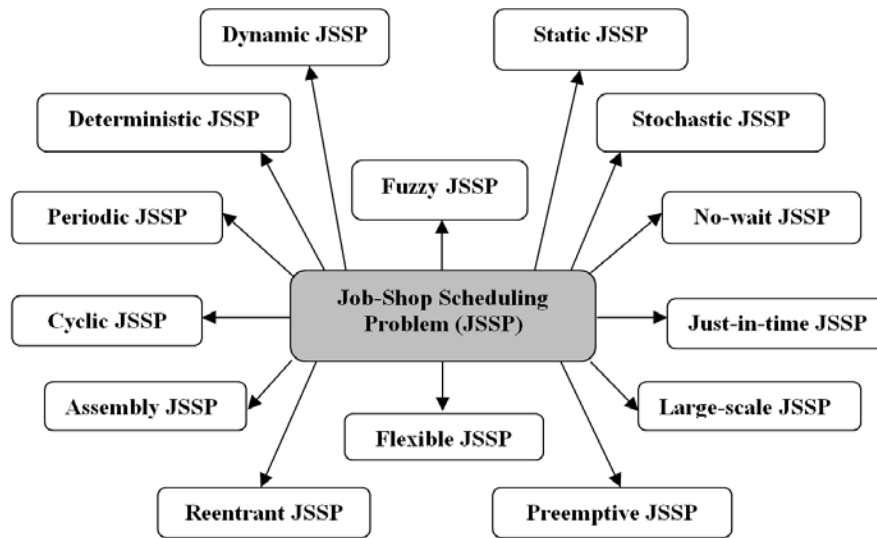 Dynamic JSSP
Static JSSP
Deterministic JSSP
Stochastic JSSP
Fuzzy JSSP
Periodic JSSP
No-wait JSSP
Job-Shop Scheduling
Problem (JSSP)
Cyclic JSSP
Just-in-time JSSP
Assembly JSSP
Large-scale JSSP
Flexible JSSP
Reentrant JSSP
Preemptive JSSP